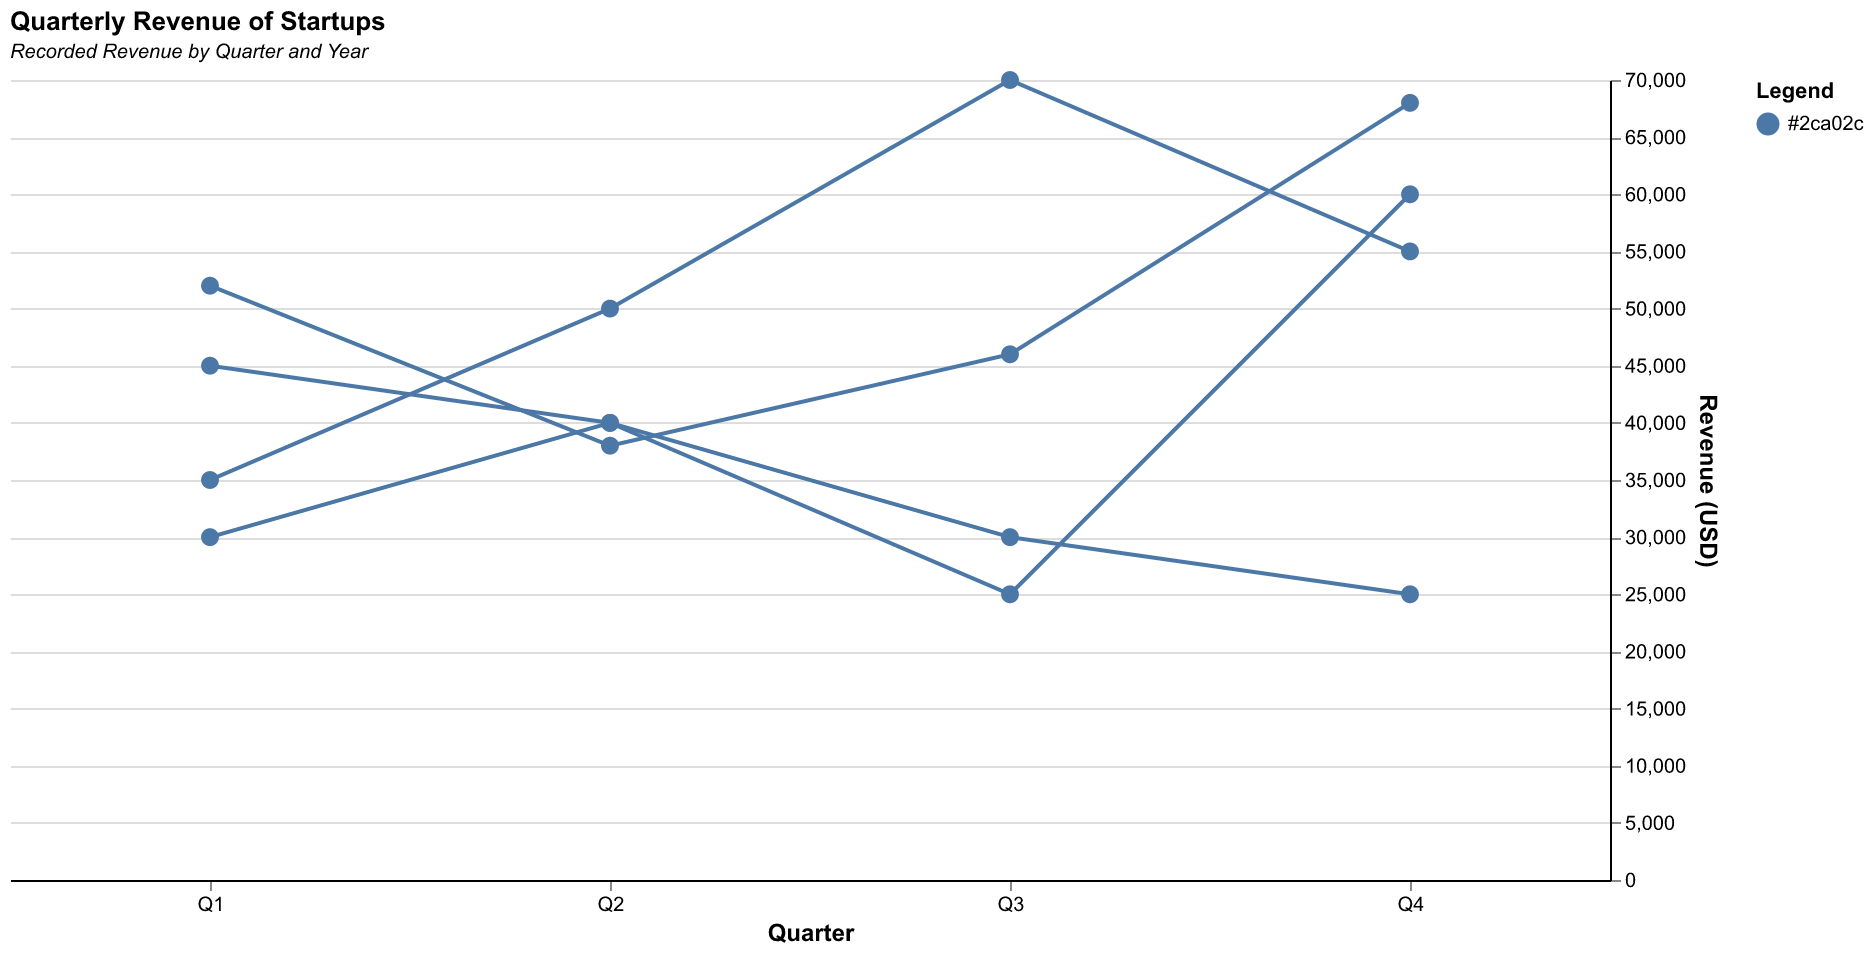 Quarterly Revenue of Startups
Recorded Revenue by Quarter and Year
70,000
65,000
60,000
55,000
50,000
45,000
40,000
35,000
30,000
25,000
20,000
15,000
10,000
5,000
0
Revenue (USD)
Q1
Q2
Q3
Q4
Quarter
Legend
#2ca02c